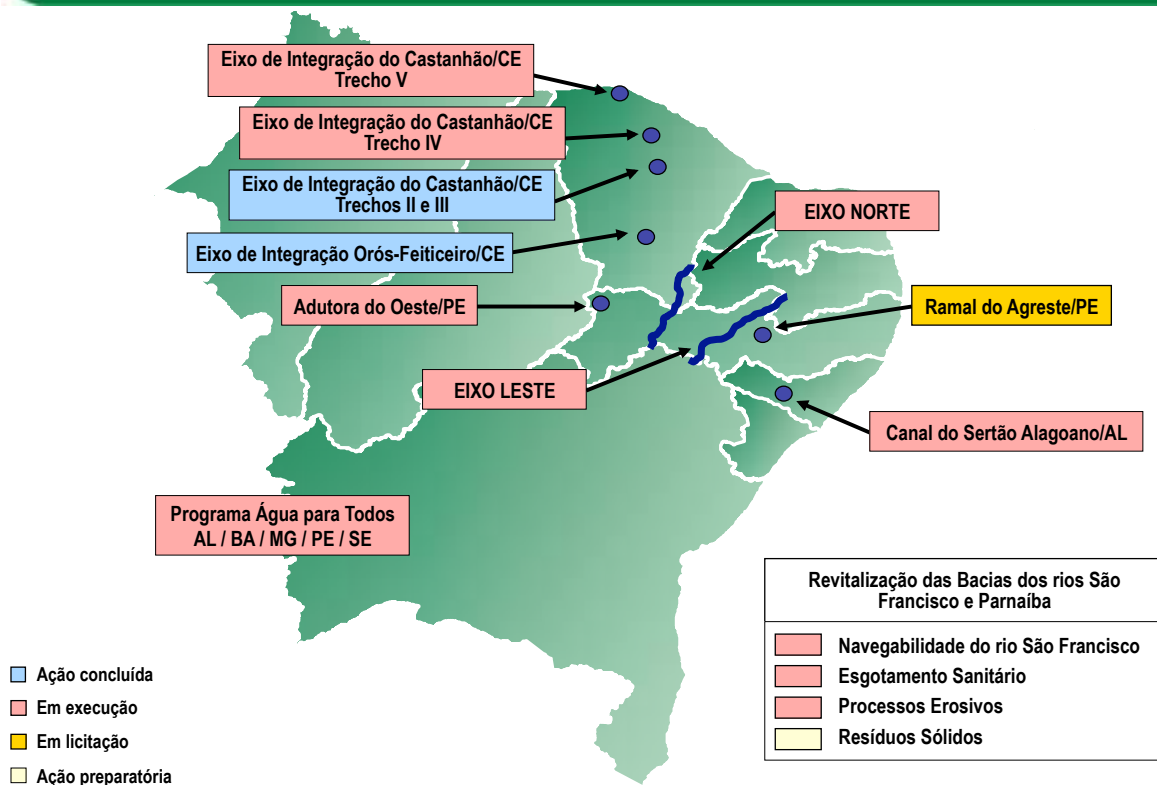 Eixo de Integração do Castanhão/CE
Trecho V
Eixo de Integração do Castanhão/CE
Trecho IV
Eixo de Integração do Castanhão/CE
Trechos II e III
EIXO NORTE
Eixo de Integração Orós-Feiticeiro/CE
Adutora do Oeste/PE
Ramal do Agreste/PE
EIXO LESTE
Canal do Sertão Alagoano/AL
Programa Água para Todos
AL / BA / MG / PE / SE
Revitalização das Bacias dos rios São
Francisco e Parnaíba
Navegabilidade do rio São Francisco
Esgotamento Sanitário
Processos Erosivos
Resíduos Sólidos
Ação concluída
Em execução
Em licitação
Ação preparatória